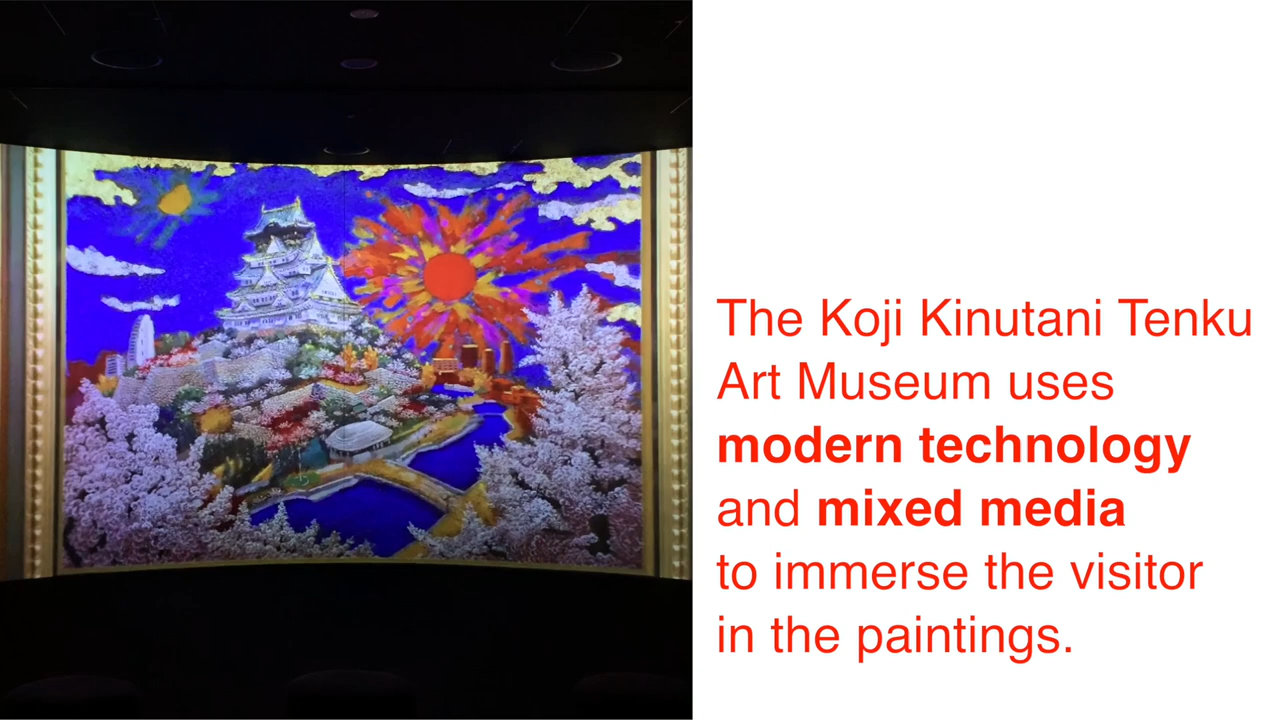 The Koji Kinutani Tenku
Art Museum uses
modern technology
and mixed media
to immerse the visitor
in the paintings.